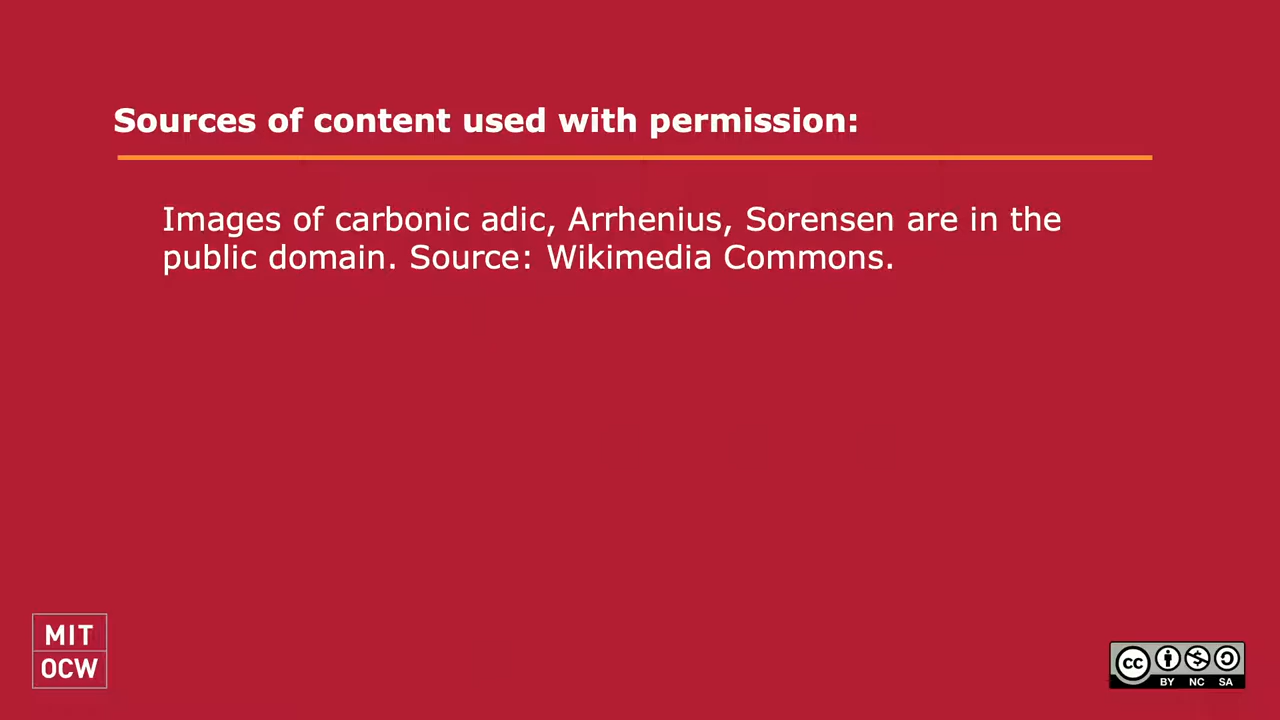 Sources of content used with permission:
Images of carbonic adic, Arrhenius, Sorensen are in the
public domain. Source: Wikimedia Commons.
MIT
OCW
cc
BY NC SA